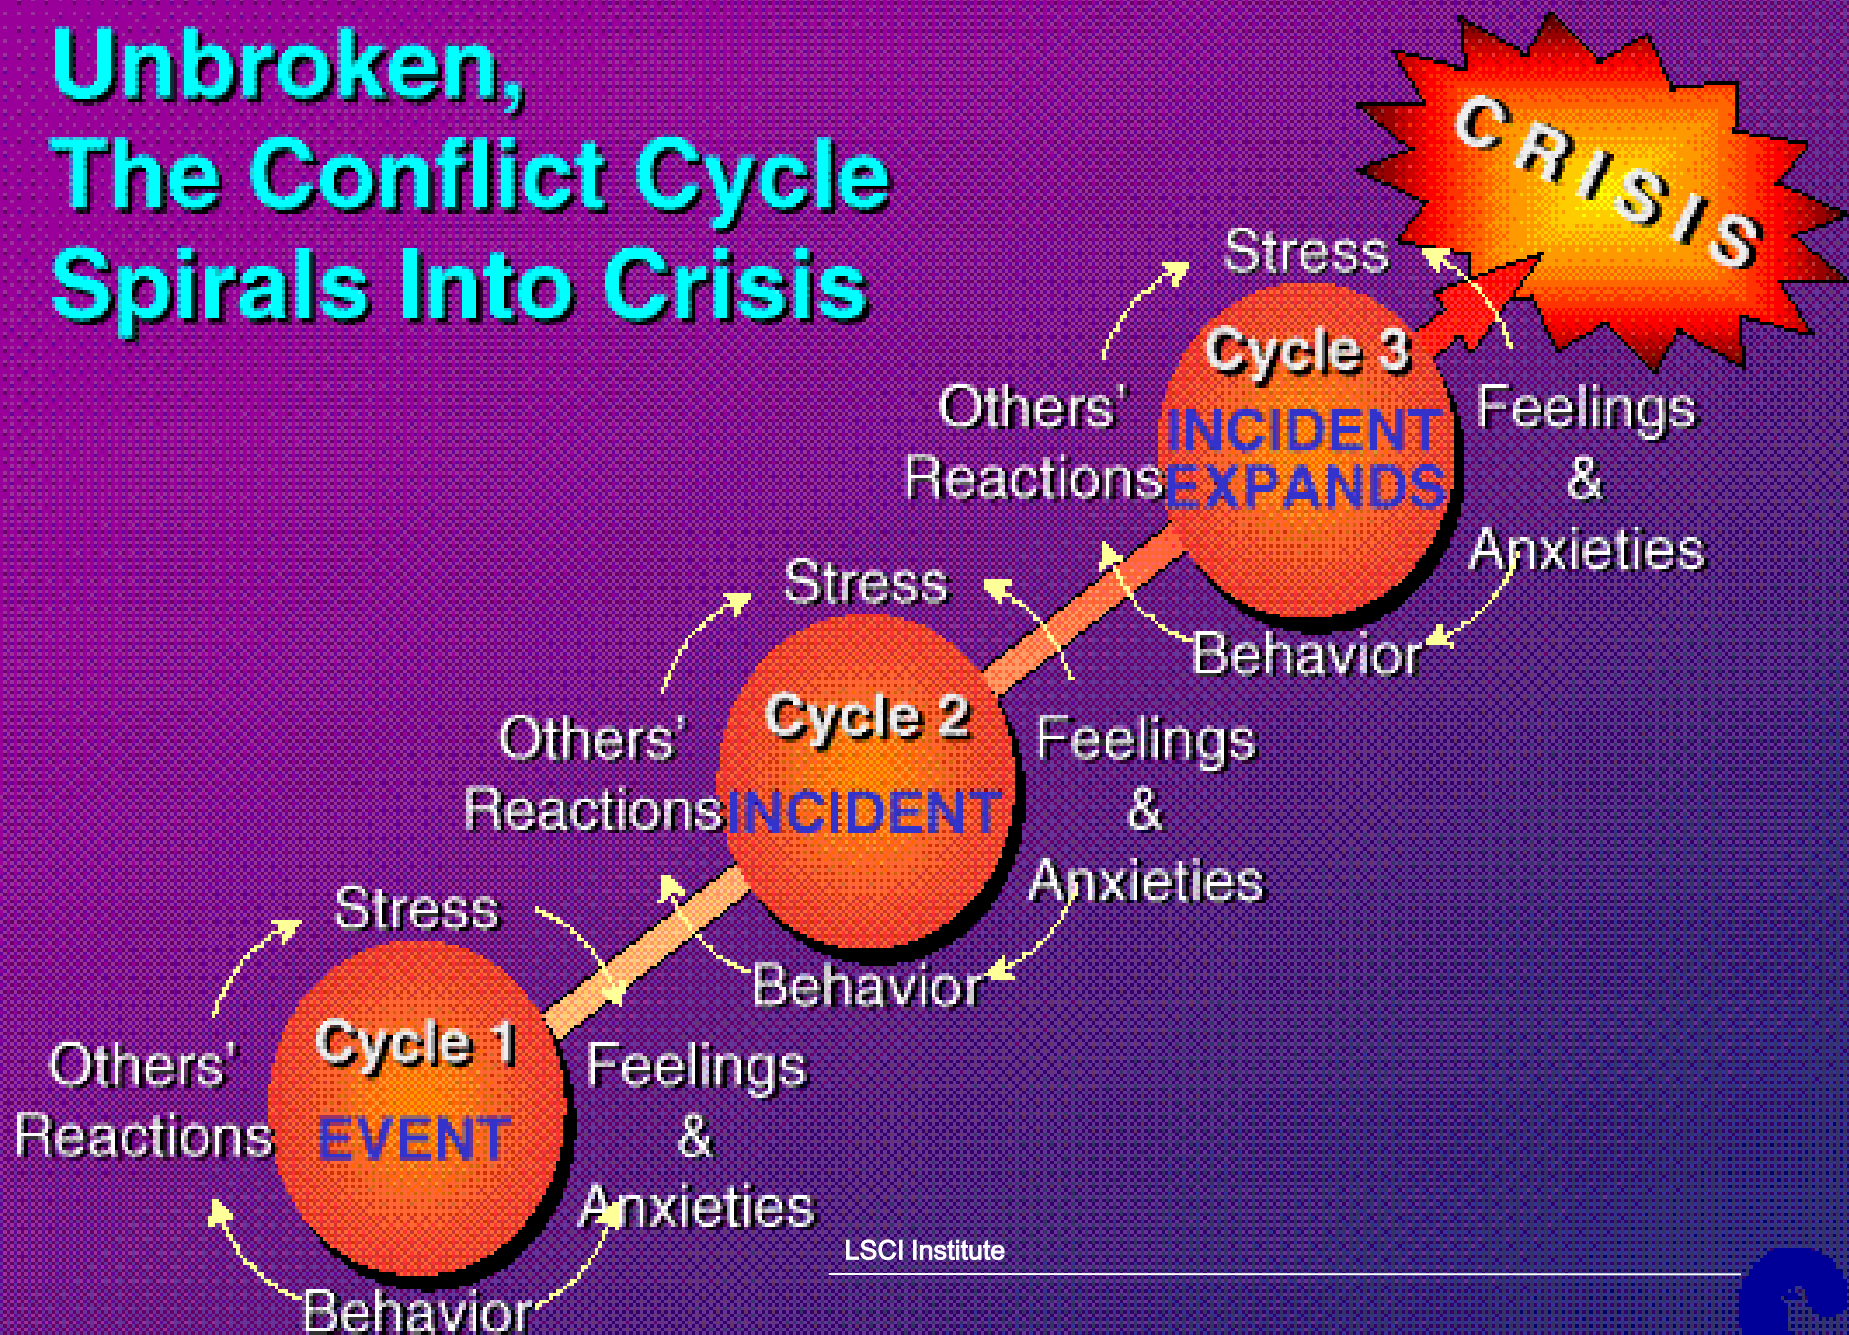 Unbroken,
The Conflict Cycle
Spirals Into Crisis
CRISIS
Stress
Cycle 3
Others'
Reactions
INCIDENT
EXPANDS
Feelings
&
Anxieties
Behavior
Stress
Cycle 2
Others'
Reactions
INCIDENT
Feelings
&
Anxieties
Behavior
Stress
Cycle 1
Others'
Reactions
EVENT
Feelings
&
Anxieties
Behavior
LSCI Institute